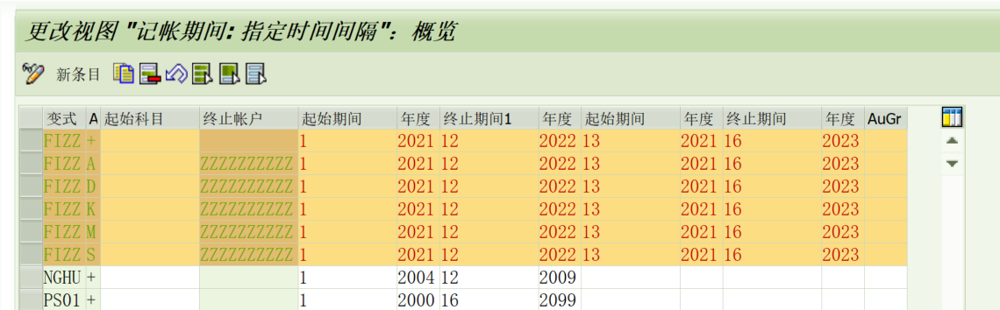 更改视图 "记帐期间: 指定时间间隔": 概览
新条目
变式 A 起始科目 终止帐户 起始期间 年度 终止期间1 年度 起始期间 年度 终止期间 年度 AuGr
FIZZ + 1 2021 12 2022 13 2021 16 2023
FIZZ A ZZZZZZZZZZ 1 2021 12 2022 13 2021 16 2023
FIZZ D ZZZZZZZZZZ 1 2021 12 2022 13 2021 16 2023
FIZZ K ZZZZZZZZZZ 1 2021 12 2022 13 2021 16 2023
FIZZ M ZZZZZZZZZZ 1 2021 12 2022 13 2021 16 2023
FIZZ S ZZZZZZZZZZ 1 2021 12 2022 13 2021 16 2023
NGHU + 1 2004 12 2009
PS01 + 1 2000 16 2099